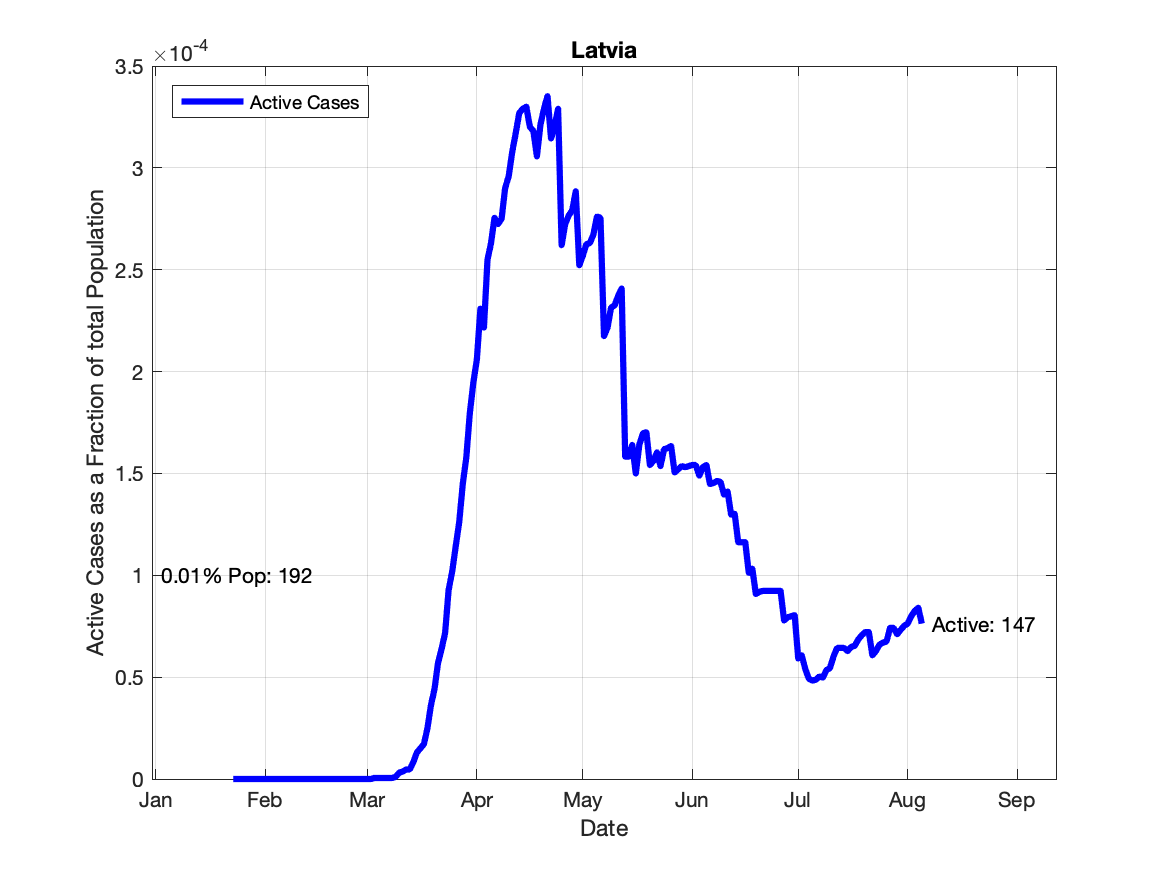 Latvia
×10-4
Active Cases
3.5
3
2.5
2
1.5
1
0.5
0
0.01% Pop: 192
Active: 147
Jan Feb Mar Apr May Jun Jul Aug Sep
Date
Active Cases as a Fraction of total Population